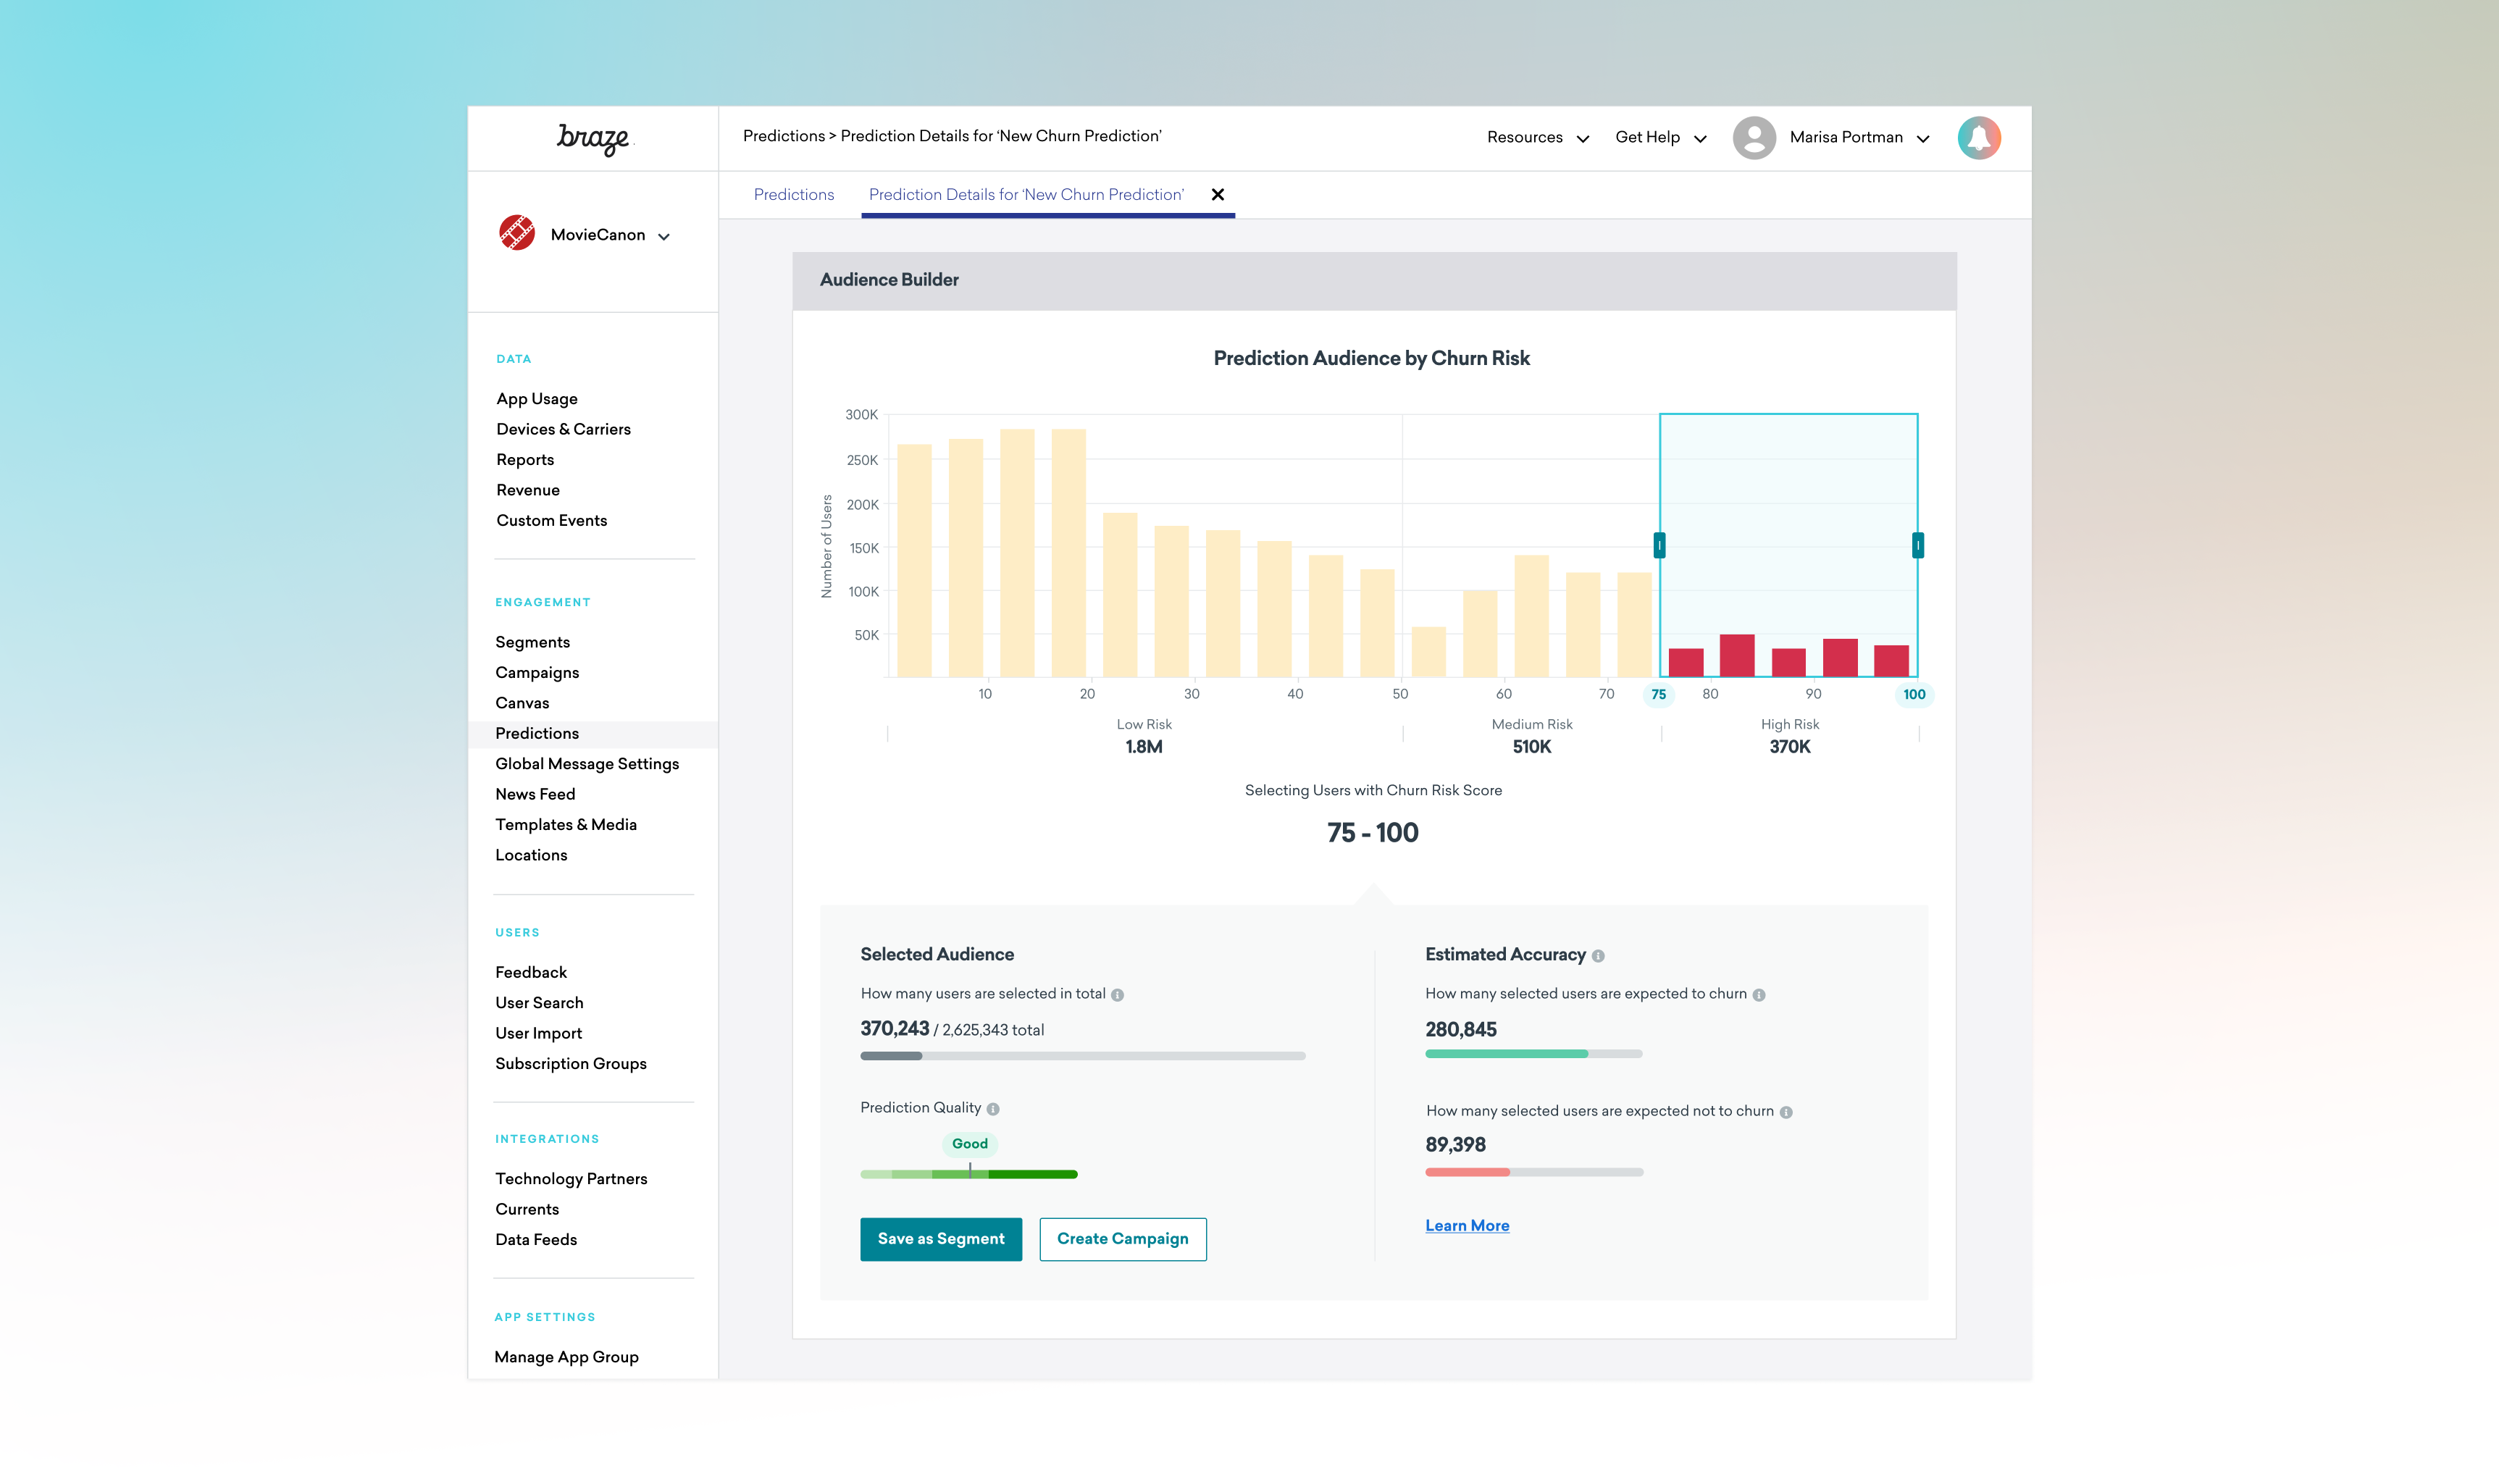 braze
Predictions > Prediction Details for ‘New Churn Prediction’
Resources
Get Help
Marisa Portman
Predictions
Prediction Details for ‘New Churn Prediction’
MovieCanon
DATA
App Usage
Devices & Carriers
Reports
Revenue
Custom Events
ENGAGEMENT
Segments
Campaigns
Canvas
Predictions
Global Message Settings
News Feed
Templates & Media
Locations
USERS
Feedback
User Search
User Import
Subscription Groups
INTEGRATIONS
Technology Partners
Currents
Data Feeds
APP SETTINGS
Manage App Group
Audience Builder
Prediction Audience by Churn Risk
Number of Users
300K
250K
200K
150K
100K
50K
10 20 30 40 50 60 70 75 80 90 100
Low Risk
1.8M
Medium Risk
510K
High Risk
370K
Selecting Users with Churn Risk Score
75 - 100
Selected Audience
How many users are selected in total
370,243 / 2,625,343 total
Prediction Quality
Good
Save as Segment
Create Campaign
Estimated Accuracy
How many selected users are expected to churn
280,845
How many selected users are expected not to churn
89,398
Learn More